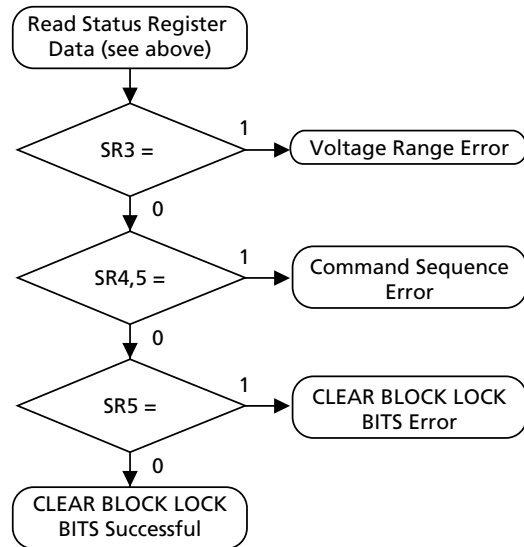 Read Status Register
Data (see above)
SR3 =
1
Voltage Range Error
0
SR4,5 =
1
Command Sequence
Error
0
SR5 =
1
CLEAR BLOCK LOCK
BITS Error
0
CLEAR BLOCK LOCK
BITS Successful